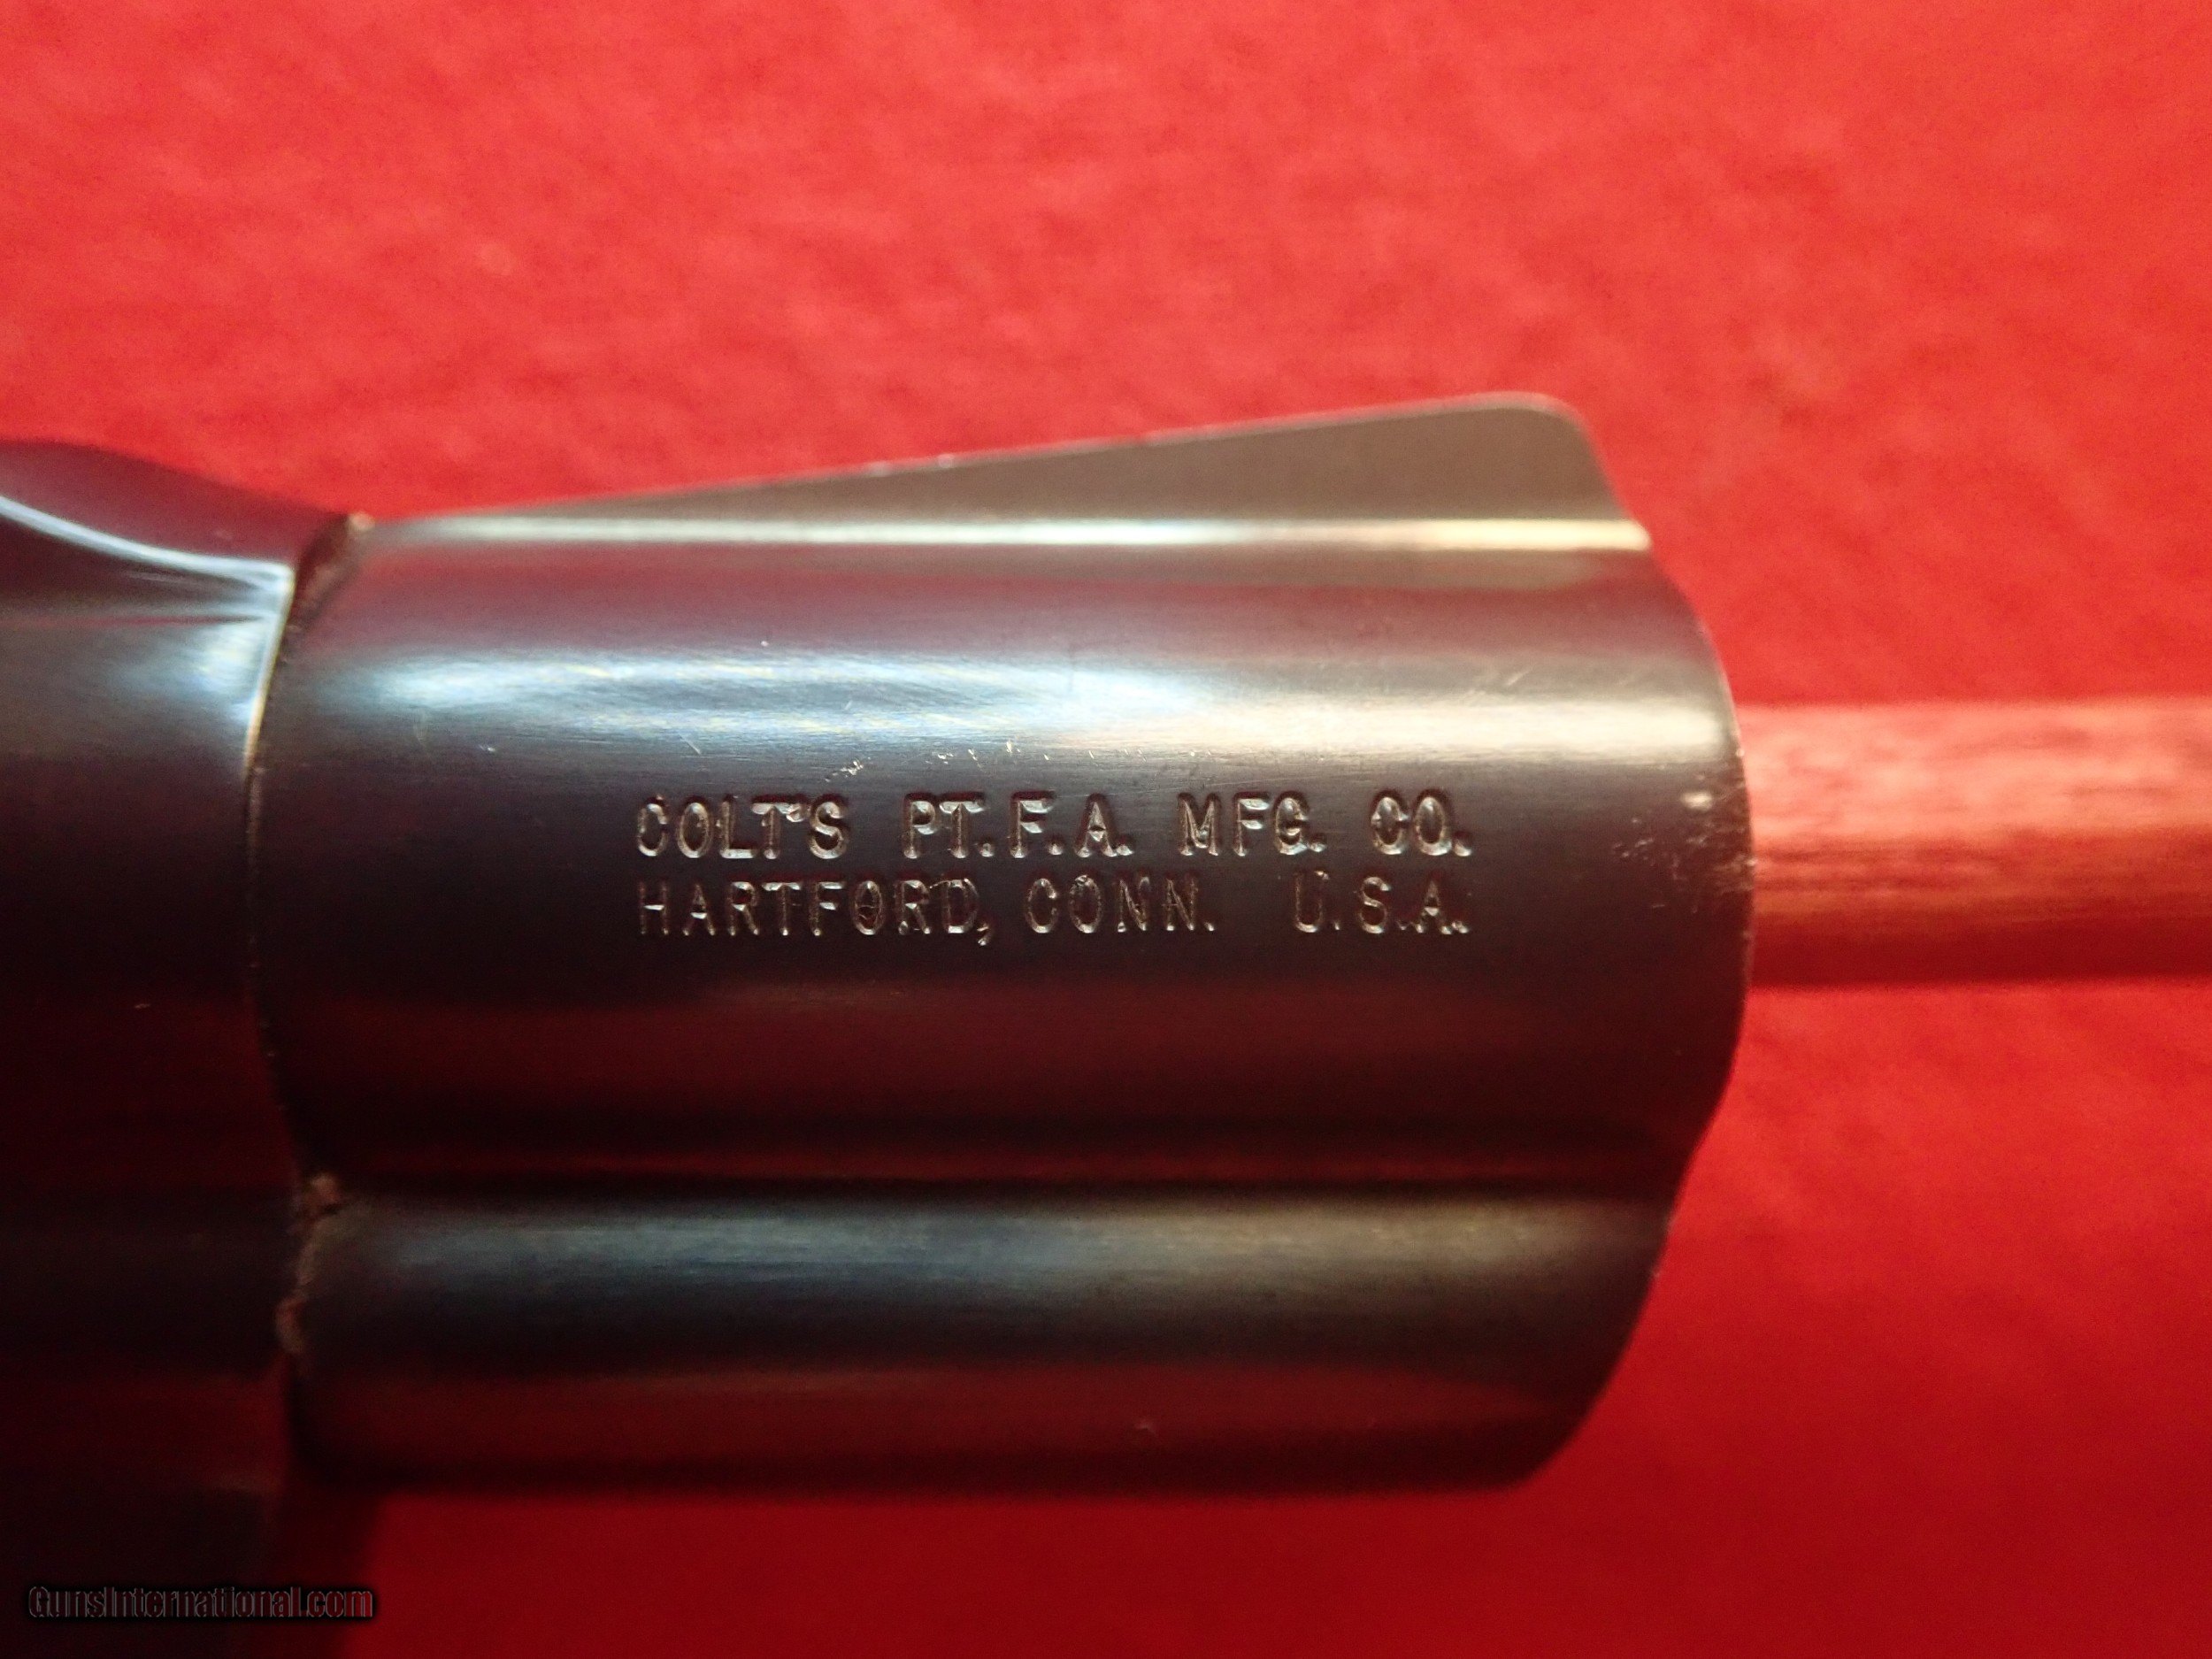 COLT'S PT. F. A. MFG. CO.
HARTFORD, CONN. U.S.A.
GunsInternational.com